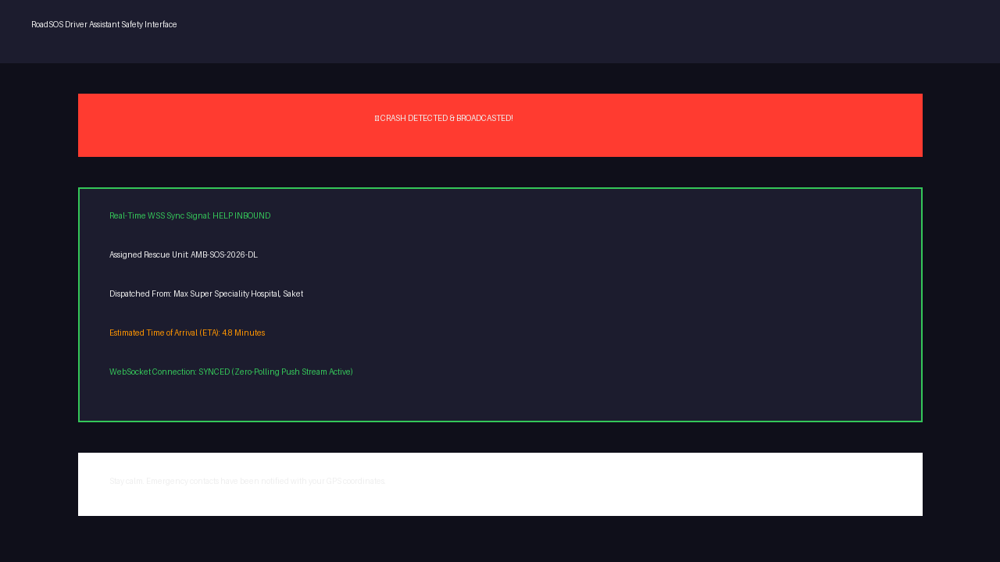 RoadSOS Driver Assistant Safety Interface
CRASH DETECTED & BROADCASTED!
Real-Time WSS Sync Signal: HELP INBOUND
Assigned Rescue Unit: AMB-SOS-2026-DL
Dispatched From: Max Super Speciality Hospital, Saket
Estimated Time of Arrival (ETA): 4.8 Minutes
WebSocket Connection: SYNCED (Zero-Polling Push Stream Active)
Stay calm. Emergency contacts have been notified with your GPS coordinates.